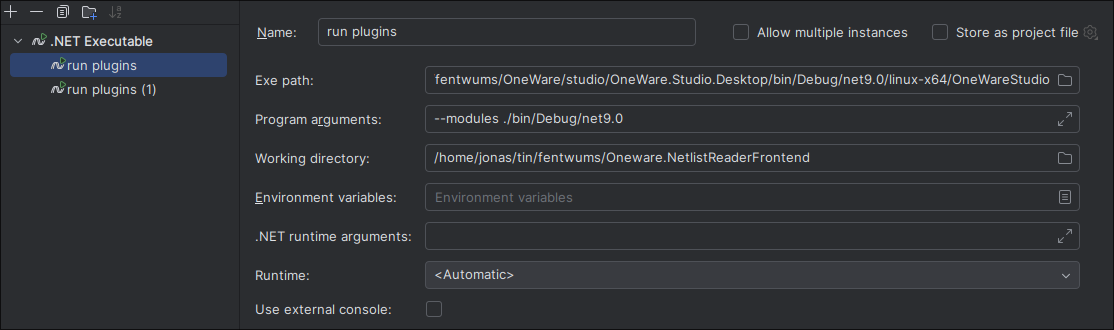 .NET Executable
run plugins
run plugins (1)
Name: run plugins Allow multiple instances Store as project file
Exe path: fentwums/OneWare/studio/OneWare.Studio.Desktop/bin/Debug/net9.0/linux-x64/OneWareStudio
Program arguments: --modules ./bin/Debug/net9.0
Working directory: /home/jonas/tin/fentwums/Oneware.NetlistReaderFrontend
Environment variables: Environment variables
.NET runtime arguments:
Runtime: <Automatic>
Use external console: